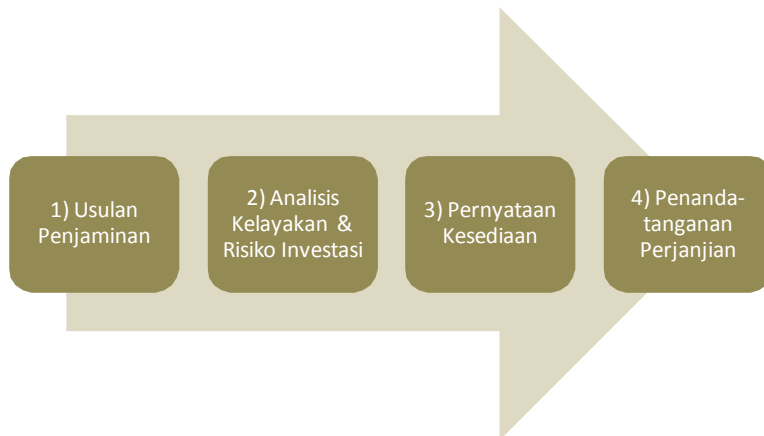 1) Usulan
Penjaminan
2) Analisis
Kelayakan &
Risiko Investasi
3) Pernyataan
Kesediaan
4) Penanda-
tanganan
Perjanjian